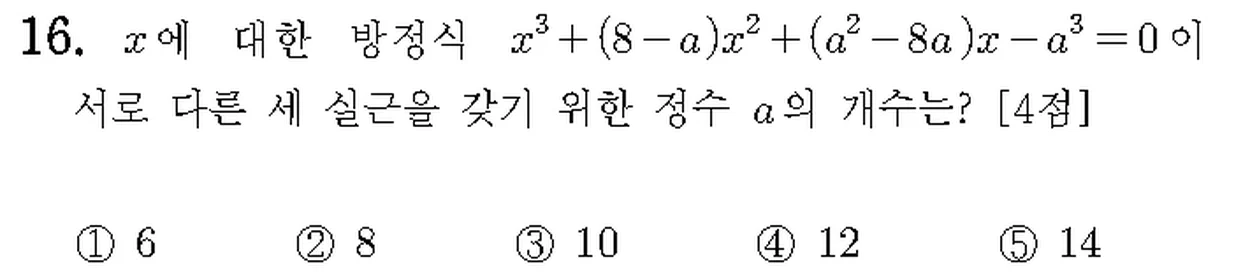 16. x에 대한 방정식 x³+(8−a)x²+(a²−8a)x−a³=0이
서로 다른 세 실근을 갖기 위한 정수 a의 개수는? [4점]
① 6 ② 8 ③ 10 ④ 12 ⑤ 14